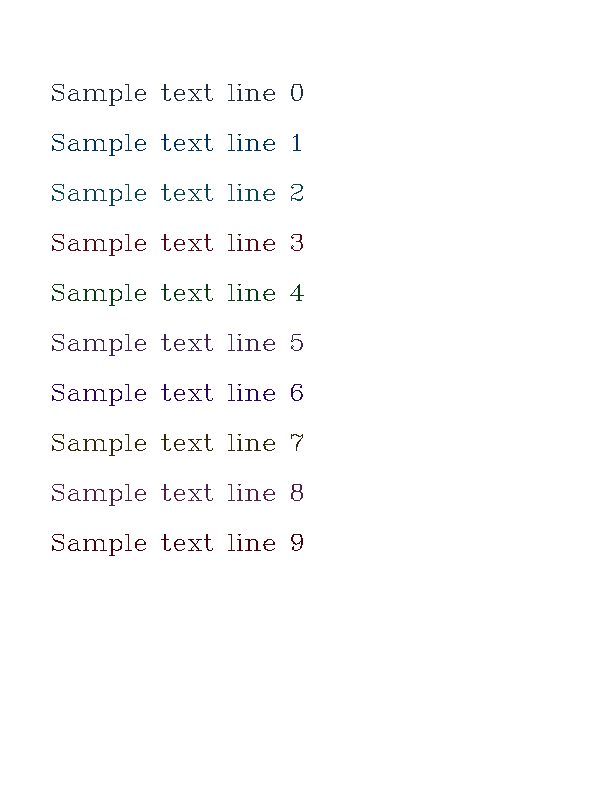 Sample text line 0
Sample text line 1
Sample text line 2
Sample text line 3
Sample text line 4
Sample text line 5
Sample text line 6
Sample text line 7
Sample text line 8
Sample text line 9